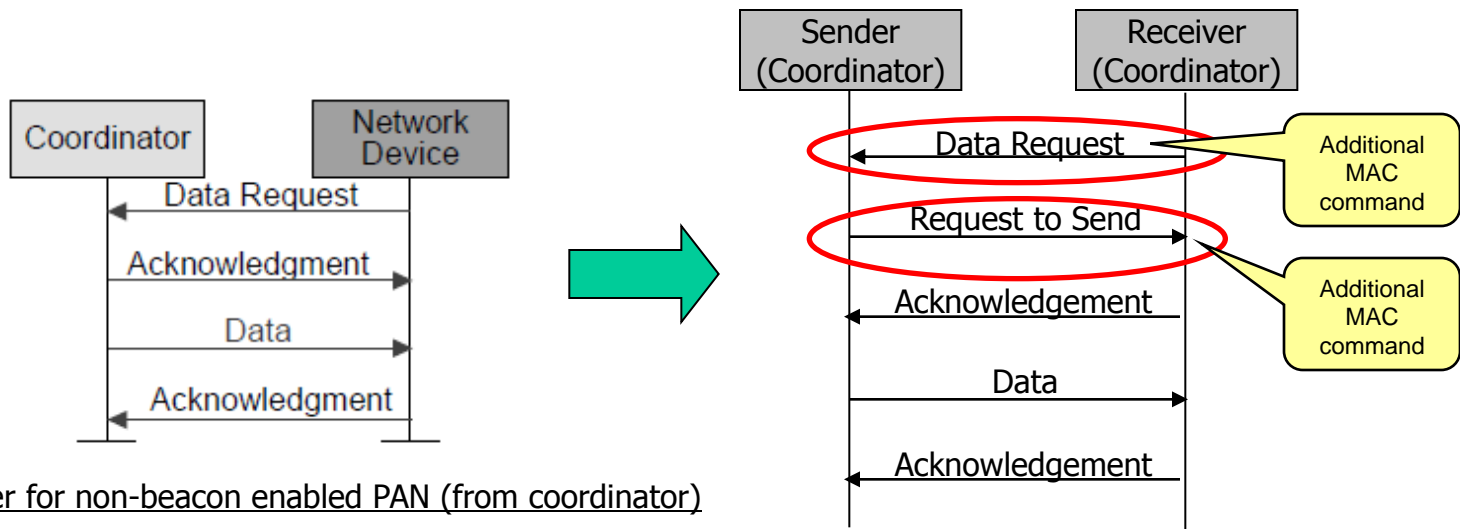 Coordinator
Network
Device
Data Request
Acknowledgment
Data
Acknowledgment
er for non-beacon enabled PAN (from coordinator)
Sender
(Coordinator)
Receiver
(Coordinator)
Data Request
Additional
MAC
command
Request to Send
Additional
MAC
command
Acknowledgement
Data
Acknowledgement